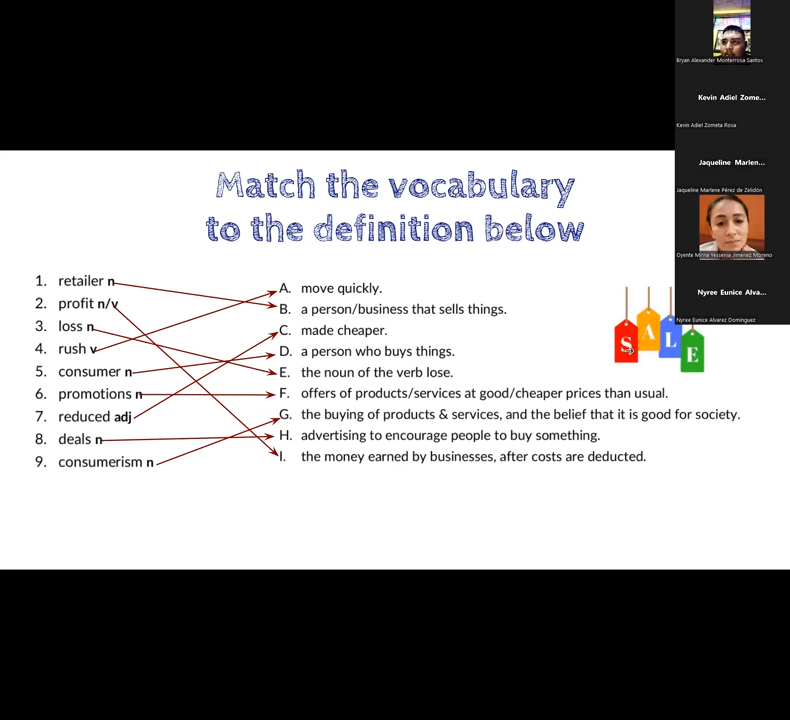 Match the vocabulary
to the definition below
1. retailer n
2. profit n/v
3. loss n
4. rush v
5. consumer n
6. promotions n
7. reduced adj
8. deals n
9. consumerism n
A. move quickly.
B. a person/business that sells things.
C. made cheaper.
D. a person who buys things.
E. the noun of the verb lose.
F. offers of products/services at good/cheaper prices than usual.
G. the buying of products & services, and the belief that it is good for society.
H. advertising to encourage people to buy something.
I. the money earned by businesses, after costs are deducted.
SALE
Bryan Alexander Monterrosa Santos
Kevin Adiel Zome...
Kevin Adiel Zometa Rosa
Jaqueline Marlen...
Jaqueline Marlene Pérez de Zelidón
Oyente Mirna Yessenia Jiménez Moreno
Nyree Eunice Alva...
Nyree Eunice Alvarez Dominguez